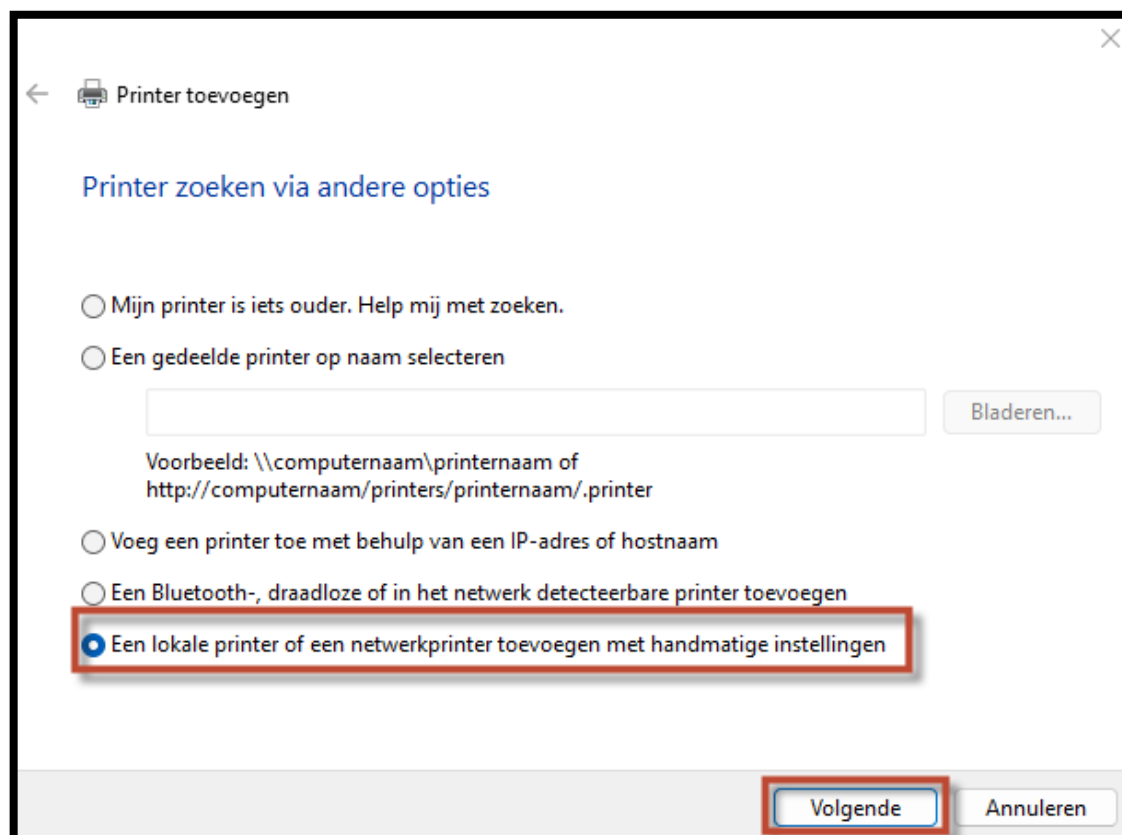 Printer toevoegen
Printer zoeken via andere opties
Mijn printer is iets ouder. Help mij met zoeken.
Een gedeelde printer op naam selecteren
Bladeren...
Voorbeeld: \\computernaam\printernaam of
http://computernaam/printers/printernaam/.printer
Voeg een printer toe met behulp van een IP-adres of hostnaam
Een Bluetooth-, draadloze of in het netwerk detecteerbare printer toevoegen
Een lokale printer of een netwerkprinter toevoegen met handmatige instellingen
Volgende
Annuleren